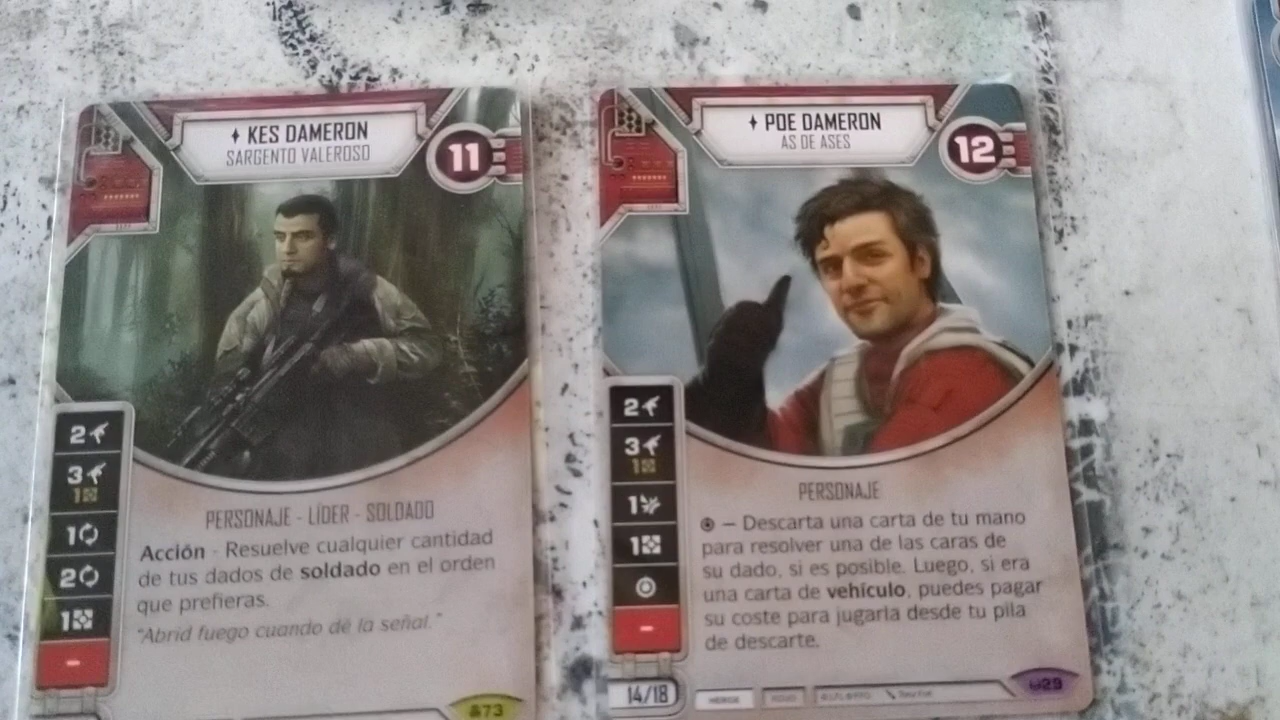 KES DAMERON
SARGENTO VALEROSO
11
2
3
1
1
2
1
-
PERSONAJE - LÍDER - SOLDADO
Acción - Resuelve cualquier cantidad
de tus dados de soldado en el orden
que prefieras.
"Abrid fuego cuando dé la señal."
73
POE DAMERON
AS DE ASES
12
2
3
1
1
1
-
PERSONAJE
– Descarta una carta de tu mano
para resolver una de las caras de
su dado, si es posible. Luego, si era
una carta de vehículo, puedes pagar
su coste para jugarla desde tu pila
de descarte.
14/18
29